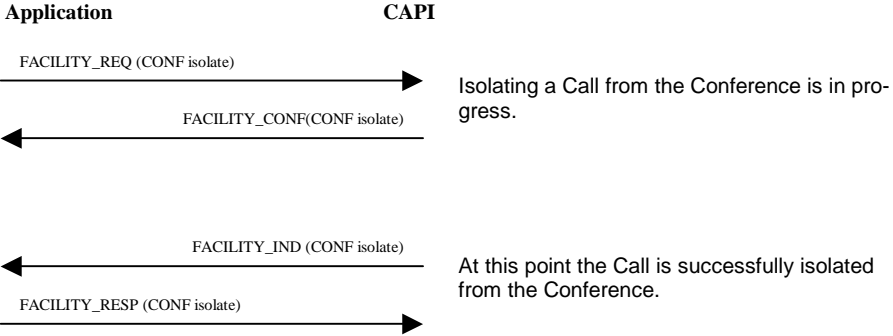 Application CAPI
FACILITY_REQ (CONF isolate)
Isolating a Call from the Conference is in pro-
gress.
FACILITY_CONF(CONF isolate)
FACILITY_IND (CONF isolate)
At this point the Call is successfully isolated
from the Conference.
FACILITY_RESP (CONF isolate)